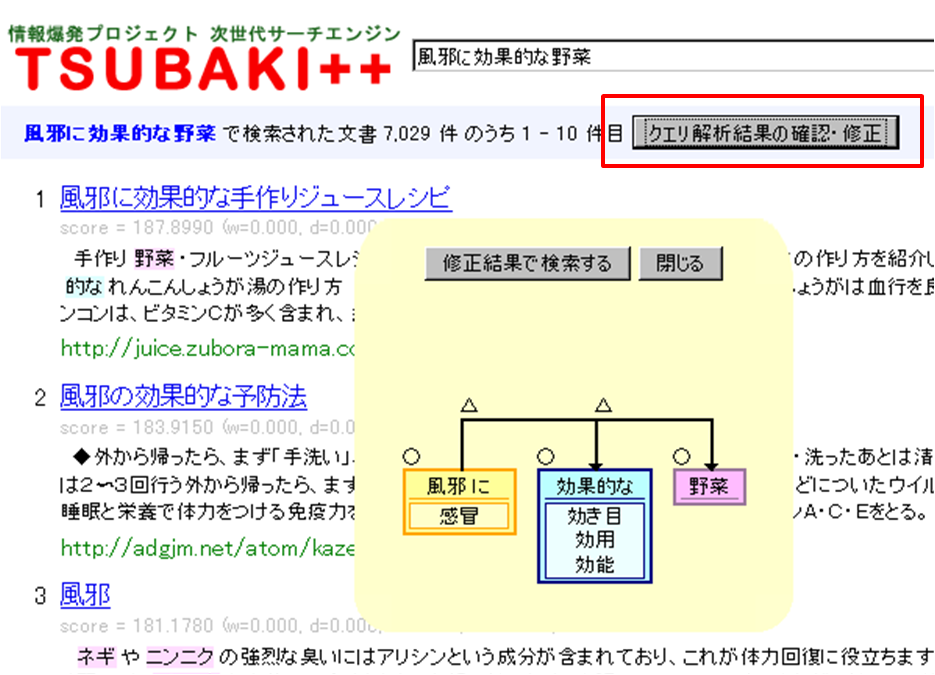 情報爆発プロジェクト 次世代サーチエンジン
TSUBAKI++
風邪に効果的な野菜
風邪に効果的な野菜 で検索された文書 7,029 件 のうち 1 - 10 件目
クエリ解析結果の確認・修正
1 風邪に効果的な手作りジュースレシピ
score = 187.8990 (w=0.000, d=0.000
手作り 野菜・フルーツジュースレシ
の作り方を紹介し
的な れんこんしょうが湯の作り方
ょうがは血行を良
ンコンは、ビタミンCが多く含まれ、
http://juice.zubora-mama.co
2 風邪の効果的な予防法
score = 183.9150 (w=0.000, d=0.0
◆外から帰ったら、まず「手洗い」
・洗ったあとは清
は2～3回行う外から帰ったら、まず
どについたウイル
睡眠と栄養で体力をつける免疫力を
A・C・Eをとる。
http://adgjm.net/atom/kaze
3 風邪
score = 181.1780 (w=0.000, d=0.000,
ネギ や ニンニク の強烈な臭いにはアリシンという成分が含まれており、これが体力回復に役立ちます
修正結果で検索する
閉じる
△ △
○ ○ ○
風邪に
感冒
効果的な
効き目
効用
効能
野菜